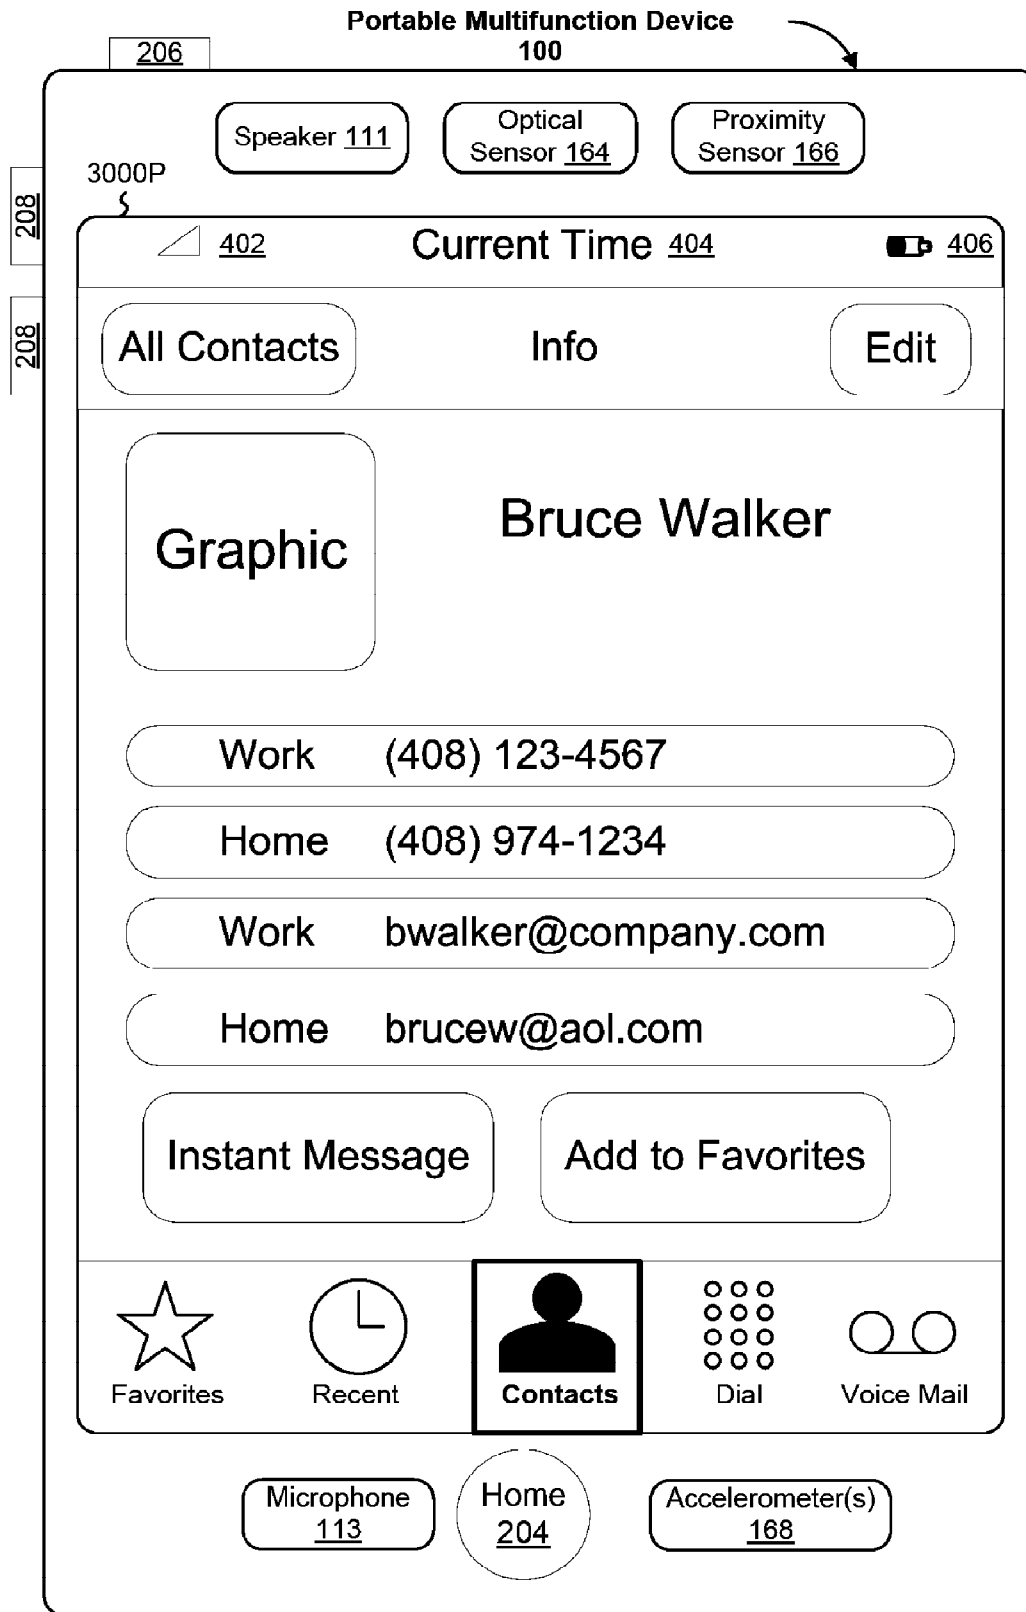 Portable Multifunction Device
100
206
Speaker 111
Optical
Sensor 164
Proximity
Sensor 166
3000P
208
208
402
Current Time 404
406
All Contacts
Info
Edit
Graphic
Bruce Walker
Work (408) 123-4567
Home (408) 974-1234
Work bwalker@company.com
Home brucew@aol.com
Instant Message
Add to Favorites
Favorites
Recent
Contacts
Dial
Voice Mail
Microphone
113
Home
204
Accelerometer(s)
168